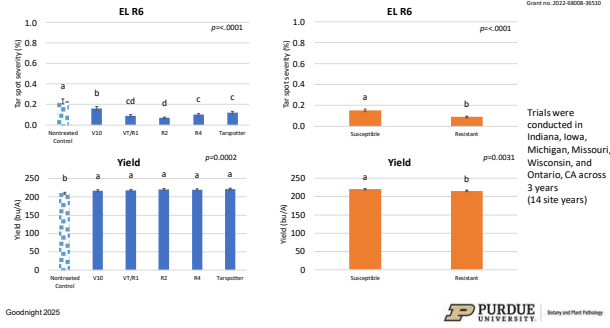 Grant no. 2022-68008-36510
EL R6
p=<.0001
Tar spot severity (%)
1.0
0.8
0.6
0.4
0.2
0.0
a
b
cd
d
c
c
Nontreated Control
V10
VT/R1
R2
R4
Tarspotter
EL R6
p=<.0001
Tar spot severity (%)
1.0
0.8
0.6
0.4
0.2
0.0
a
b
Susceptible
Resistant
Yield
p=0.0002
Yield (bu/A)
250
200
150
100
50
0
b
a
a
a
a
a
Nontreated Control
V10
VT/R1
R2
R4
Tarspotter
Yield
p=0.0031
Yield (bu/A)
250
200
150
100
50
0
a
b
Susceptible
Resistant
Trials were
conducted in
Indiana, Iowa,
Michigan, Missouri,
Wisconsin, and
Ontario, CA across
3 years
(14 site years)
Goodnight 2025
PURDUE
UNIVERSITY
Botany and Plant Pathology